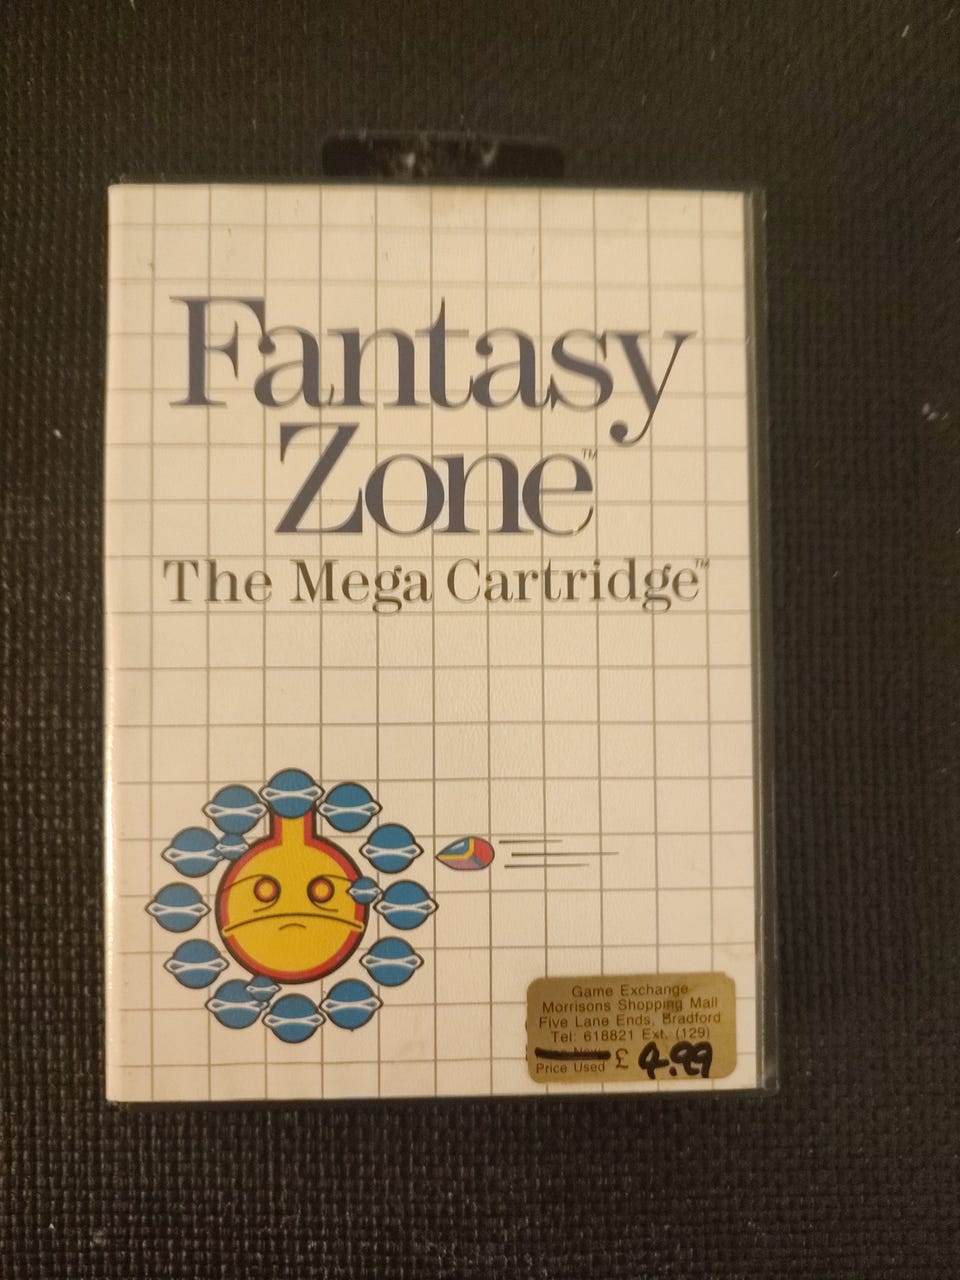 Fantasy
Zone™
The Mega Cartridge™
Game Exchange
Morrisons Shopping Mall
Five Lane Ends, Bradford
Tel: 618821 Ext. (129)
Price Used £ 4.99